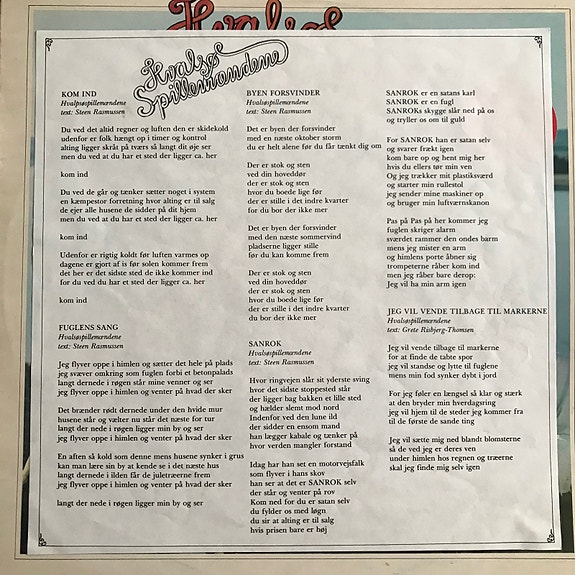 Hvalsø
Hvalsø
Spillemændene
KOM IND
Hvalsøspillemændene
text: Steen Rasmussen
Du ved det altid regner og luften den er skidekold
udenfor er folk hængt op i timer og kontrol
alting ligger skråt på tværs så langt dit øje ser
men du ved at du har et sted der ligger ca. her
kom ind
Du ved de går og tænker sætter noget i system
en kæmpestor forretning hvor alting er til salg
de ejer alle husene de sidder på dit hjem
men du ved at du har et sted der ligger ca. her
kom ind
Udenfor er rigtig koldt før luften varmes op
dagene er gjort af is før solen kommer frem
det her er det sidste sted de ikke kommer ind
for du ved du har et sted der ligger ca. her
kom ind
FUGLENS SANG
Hvalsøspillemændene
text: Steen Rasmussen
Jeg flyver oppe i himlen og sætter det hele på plads
jeg svæver omkring som fuglen forbi et betonpalads
langt dernede i røgen står mine venner og ser
jeg flyver oppe i himlen og venter på hvad der sker
Det brænder rødt dernede under den hvide mur
husene står og vælter nu står det næste for tur
langt der nede i røgen ligger min by og ser
jeg flyver oppe i himlen og venter på hvad der sker
En aften så kold som denne mens husene synker i grus
kan man lære sin by at kende se i det næste hus
langt dernede i ilden får de juletræerne frem
jeg flyver oppe i himlen og venter på hvad der sker
langt der nede i røgen ligger min by og ser
BYEN FORSVINDER
Hvalsøspillemændene
text: Steen Rasmussen
Det er byen der forsvinder
med en næste oktober storm
du er helt alene før du får tænkt dig om
Der er stok og sten
ved din hoveddør
der er stok og sten
hvor du boede lige før
der er stille i det indre kvarter
for du bor der ikke mer
Det er byen der forsvinder
med den næste sommervind
pladserne ligger stille
før du kan komme frem
Der er stok og sten
ved din hoveddør
der er stok og sten
hvor du boede lige før
der er stille i det indre kvarter
du bor der ikke mer
SANROK
Hvalsøspillemændene
text: Steen Rasmussen
Hvor ringvejen slår sit yderste sving
hvor det sidste stoppested står
der ligger bag bakken et lille sted
og hælder slemt mod nord
Indenfor ved den lune ild
der sidder en ensom mand
han lægger kabale og tænker på
hvor verden mangler forstand
Idag har han set en motorvejsfalk
som flyver i hans skov
han ser at det er SANROK selv
der står og venter på rov
Kom ned for du er satan selv
du fylder os med løgn
du sir at alting er til salg
hvis prisen bare er høj
SANROK er en satans karl
SANROK er en fugl
SANROKs skygge slår ned på os
og tryller os om til guld
For SANROK han er satan selv
og svarer frækt igen
kom bare op og hent mig her
hvis du ellers tør min ven
Og jeg trækker mit plastiksværd
og starter min rullestol
jeg sender mine maskiner op
og bruger min luftværnskanon
Pas på Pas på her kommer jeg
fuglen skriger alarm
sværdet rammer den ondes barm
mens jeg mister en arm
og himlens porte åbner sig
trompeterne råber kom ind
men jeg råber bare derop:
Jeg vil ha min arm igen
JEG VIL VENDE TILBAGE TIL MARKERNE
Hvalsøspillemændene
text: Grete Risbjerg-Thomsen
Jeg vil vende tilbage til markerne
for at finde de tabte spor
jeg vil standse og lytte til fuglene
mens min fod synker dybt i jord
For jeg føler en længsel så klar og stærk
at den bryder min hverdagsring
jeg vil hjem til de steder jeg kommer fra
til de første de sande ting
Jeg vil sætte mig ned blandt blomsterne
så de ved jeg er deres ven
under himlen hos regnen og træerne
skal jeg finde mig selv igen